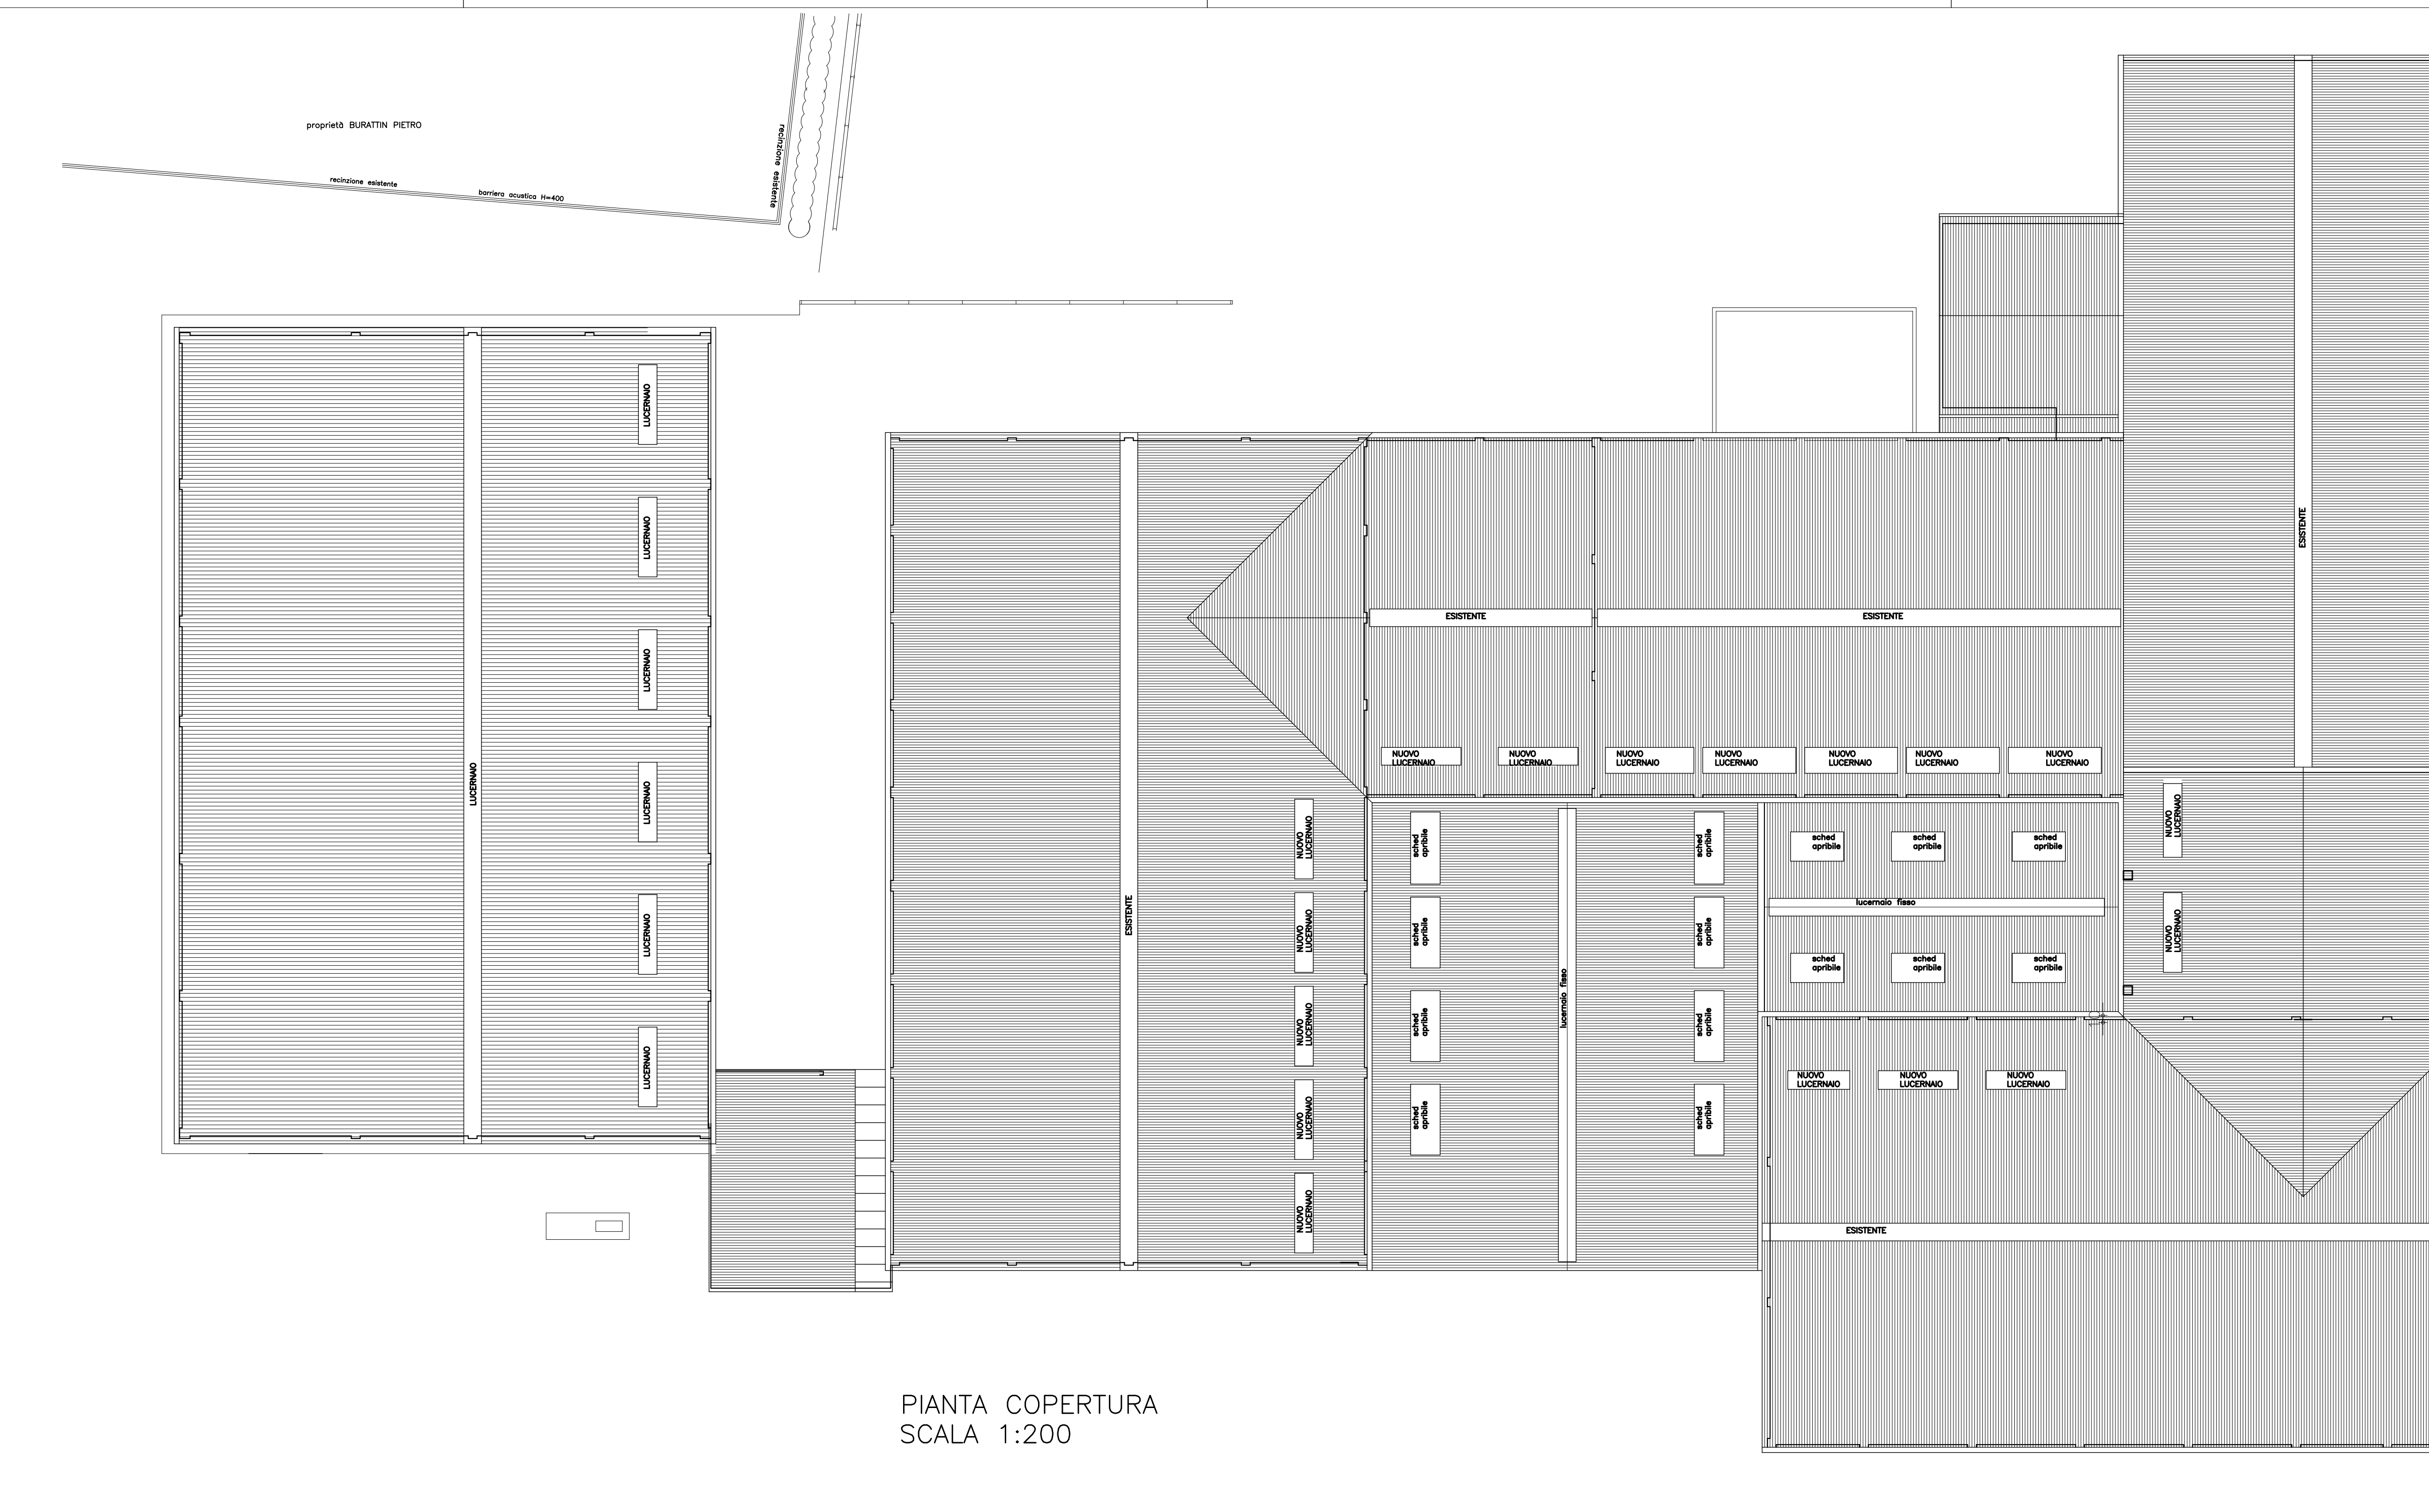 proprietà BURATTIN PIETRO
recinzione esistente
barriera acustica H=400
recinzione esistente
LUCERNAIO
LUCERNAIO
LUCERNAIO
LUCERNAIO
LUCERNAIO
LUCERNAIO
LUCERNAIO
ESISTENTE
ESISTENTE
ESISTENTE
ESISTENTE
NUOVO
LUCERNAIO
NUOVO
LUCERNAIO
NUOVO
LUCERNAIO
NUOVO
LUCERNAIO
NUOVO
LUCERNAIO
NUOVO
LUCERNAIO
NUOVO
LUCERNAIO
NUOVO
LUCERNAIO
NUOVO
LUCERNAIO
NUOVO
LUCERNAIO
NUOVO
LUCERNAIO
NUOVO
LUCERNAIO
sched
apribile
sched
apribile
sched
apribile
sched
apribile
lucernaio fisso
sched
apribile
sched
apribile
sched
apribile
sched
apribile
sched
apribile
sched
apribile
sched
apribile
lucernaio fisso
sched
apribile
sched
apribile
sched
apribile
NUOVO
LUCERNAIO
NUOVO
LUCERNAIO
NUOVO
LUCERNAIO
NUOVO
LUCERNAIO
NUOVO
LUCERNAIO
ESISTENTE
PIANTA COPERTURA
SCALA 1:200